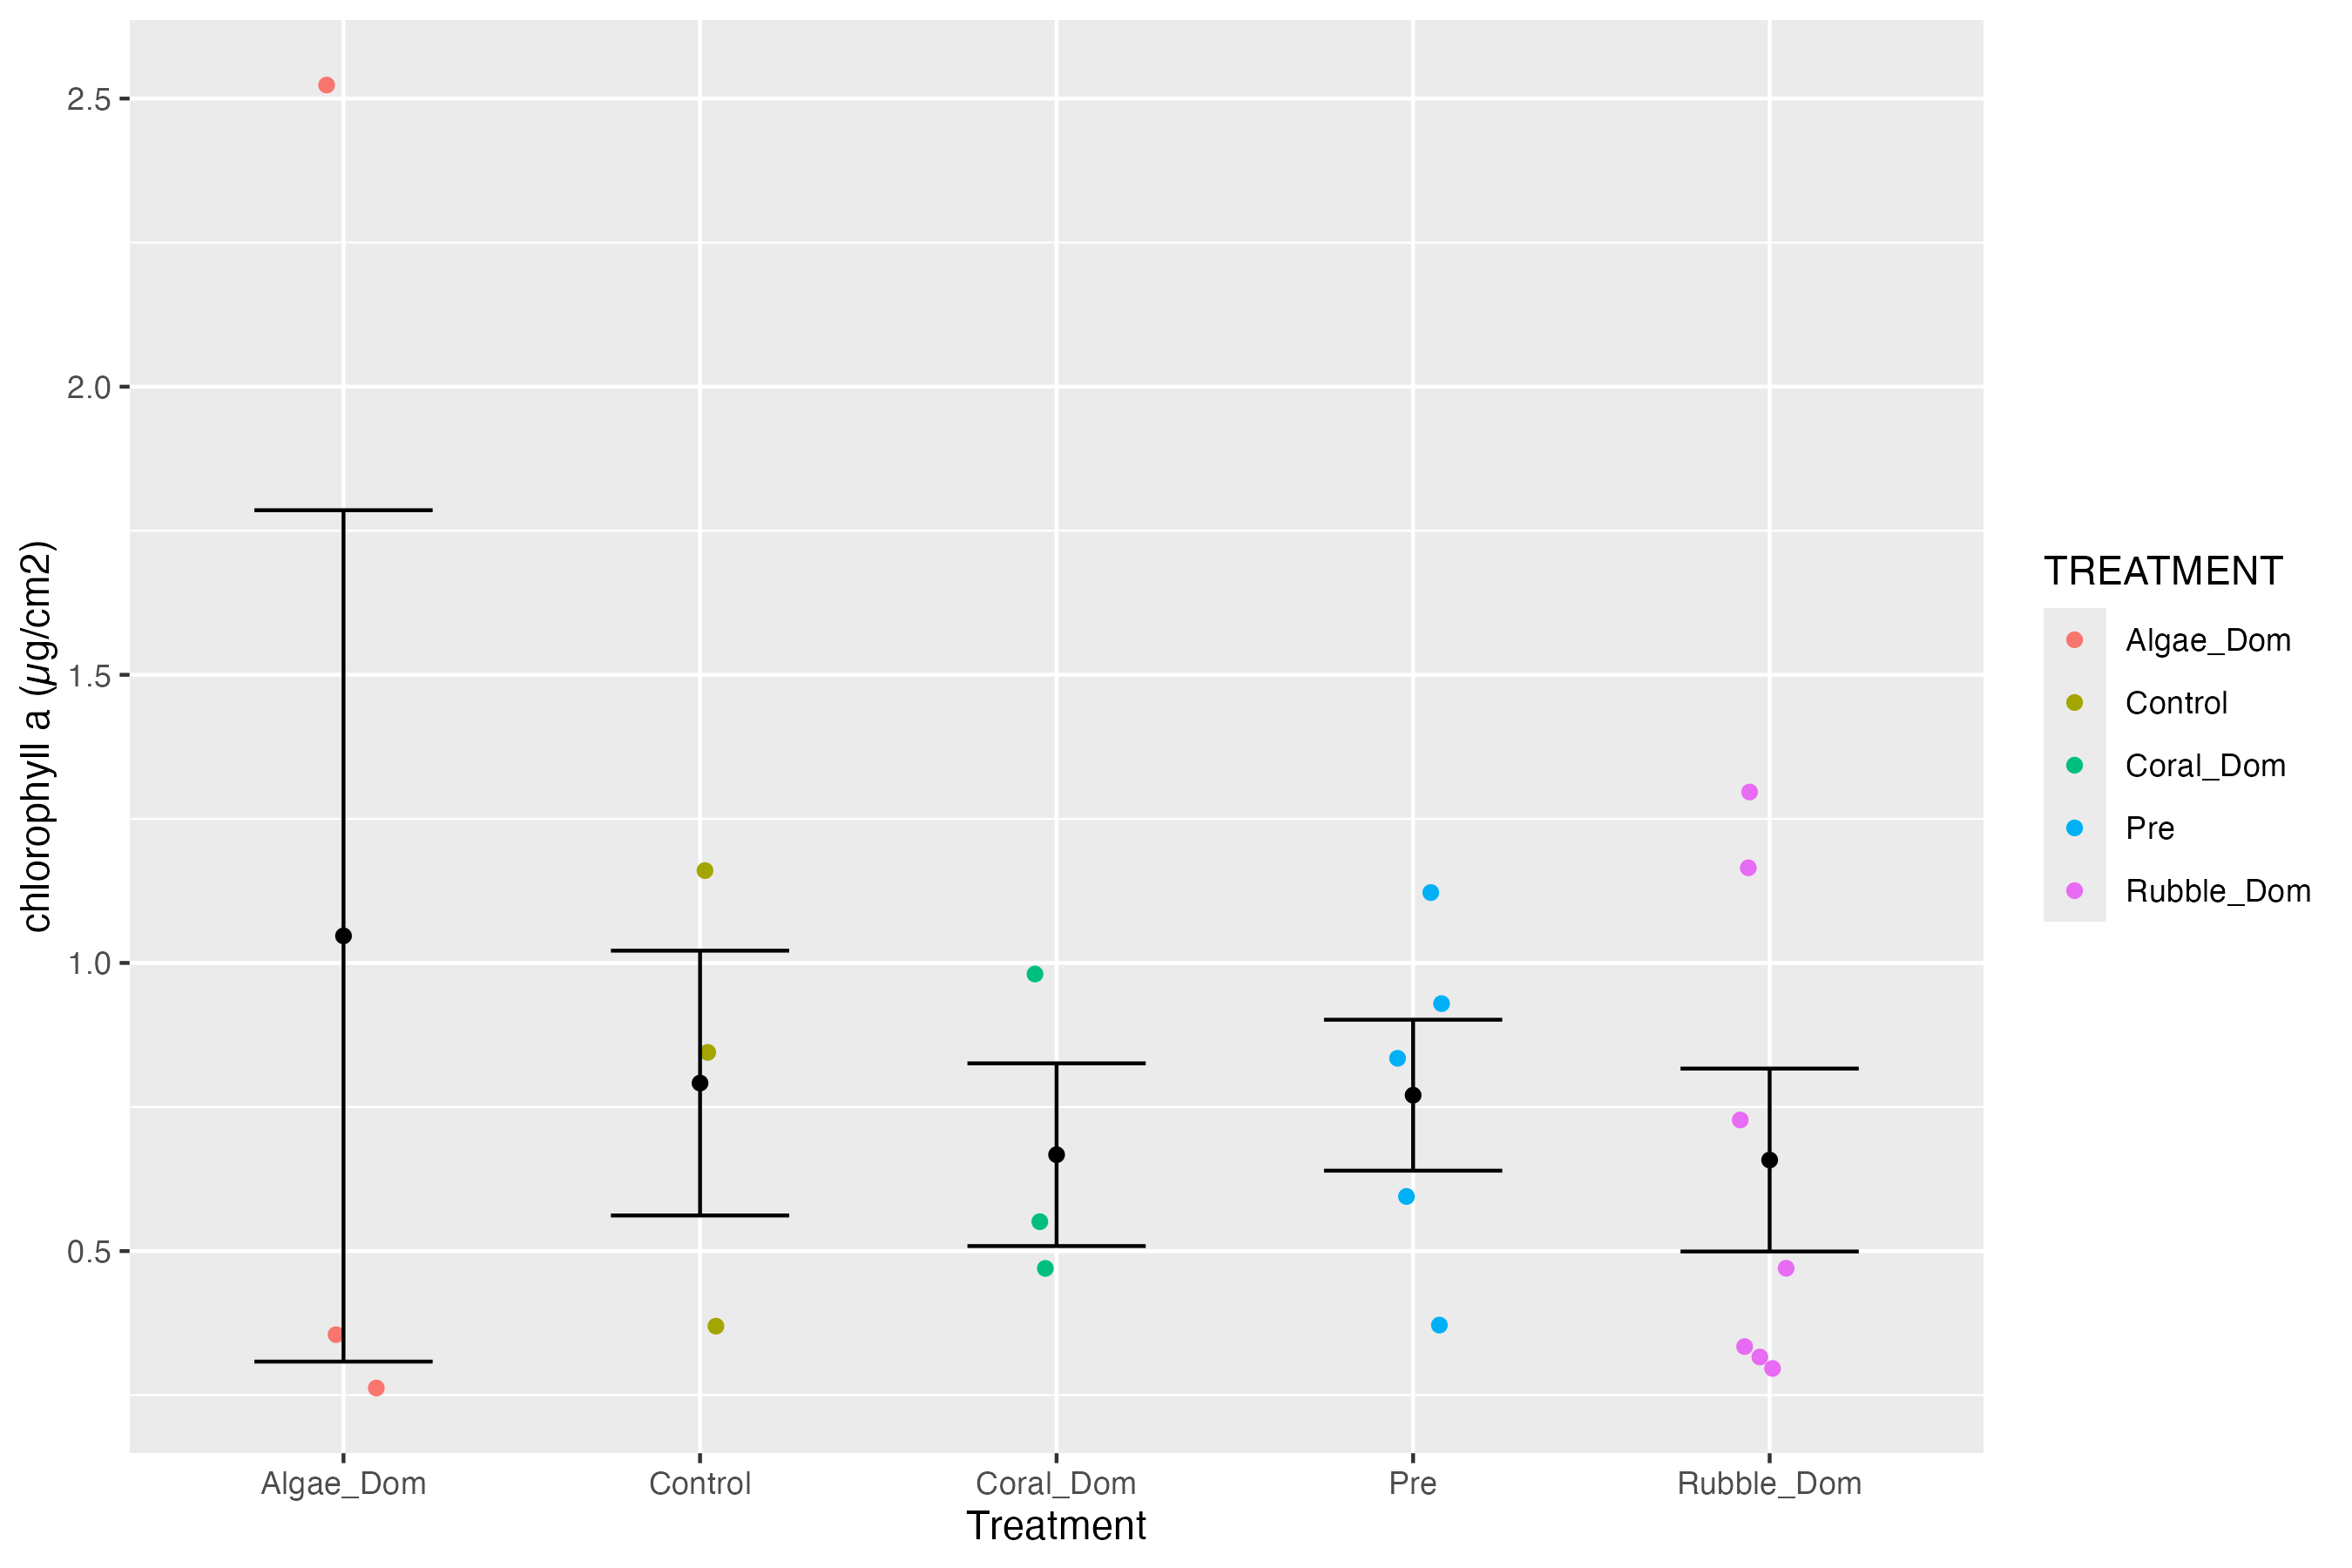 chlorophyll a (µg/cm2)
2.5
2.0
1.5
1.0
0.5
Algae_Dom Control Coral_Dom Pre Rubble_Dom
Treatment
TREATMENT
Algae_Dom
Control
Coral_Dom
Pre
Rubble_Dom